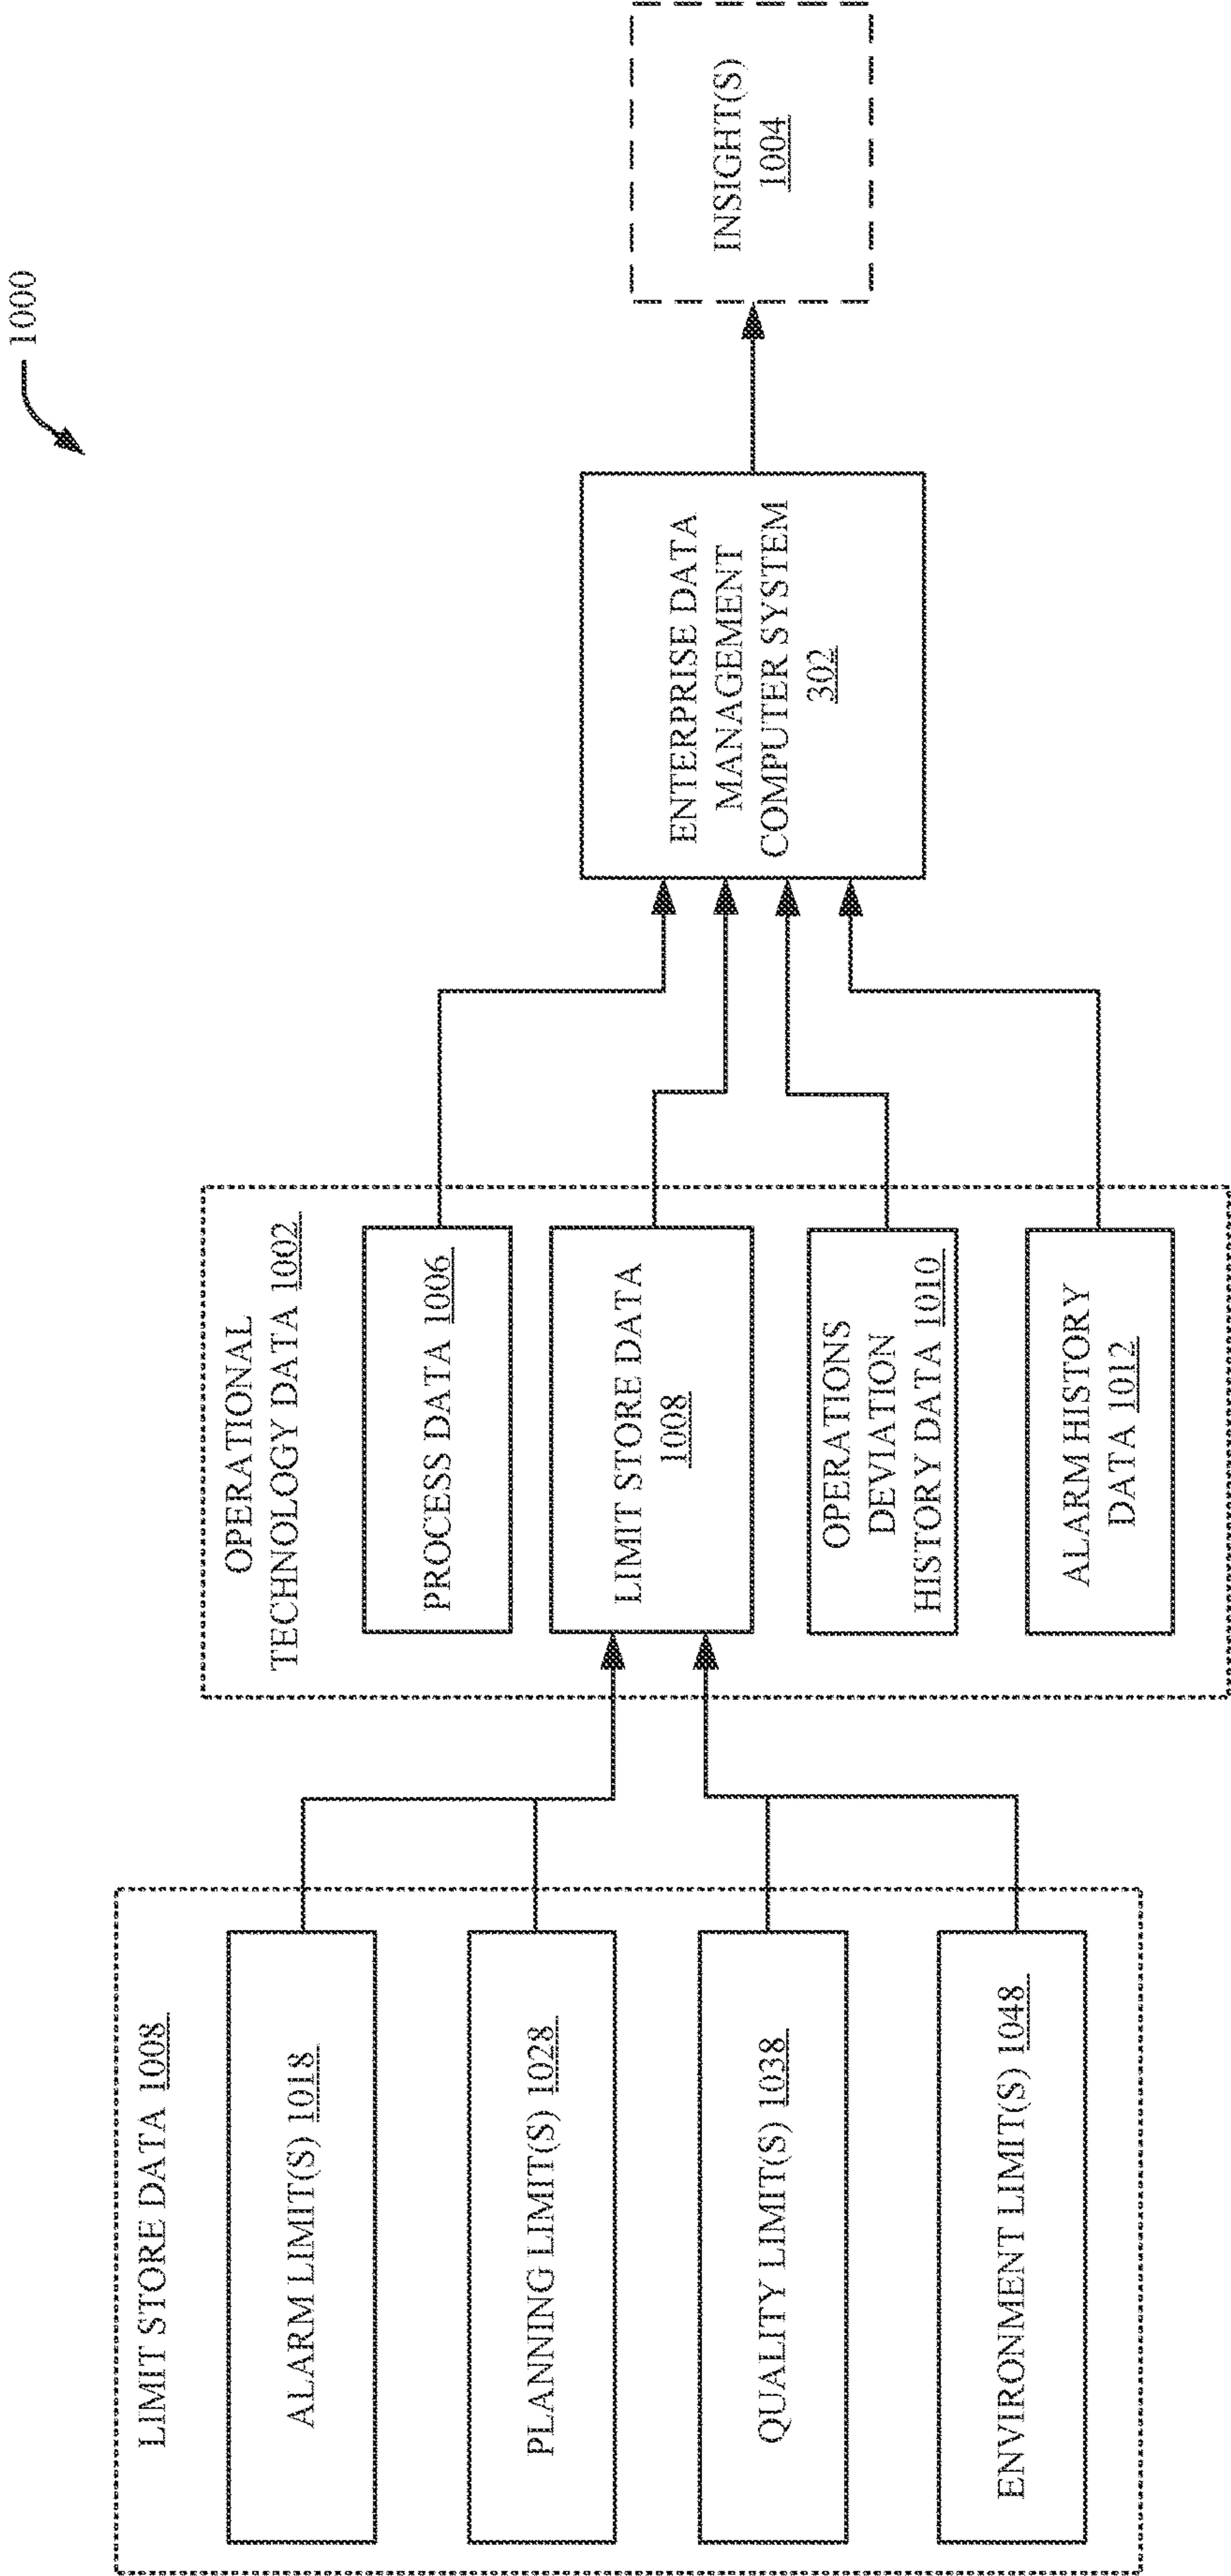 1000
LIMIT STORE DATA 1008
ALARM LIMIT(S) 1018
PLANNING LIMIT(S) 1028
QUALITY LIMIT(S) 1038
ENVIRONMENT LIMIT(S) 1048
OPERATIONAL
TECHNOLOGY DATA 1002
PROCESS DATA 1006
LIMIT STORE DATA
1008
OPERATIONS
DEVIATION
HISTORY DATA 1010
ALARM HISTORY
DATA 1012
ENTERPRISE DATA
MANAGEMENT
COMPUTER SYSTEM
302
INSIGHT(S)
1004